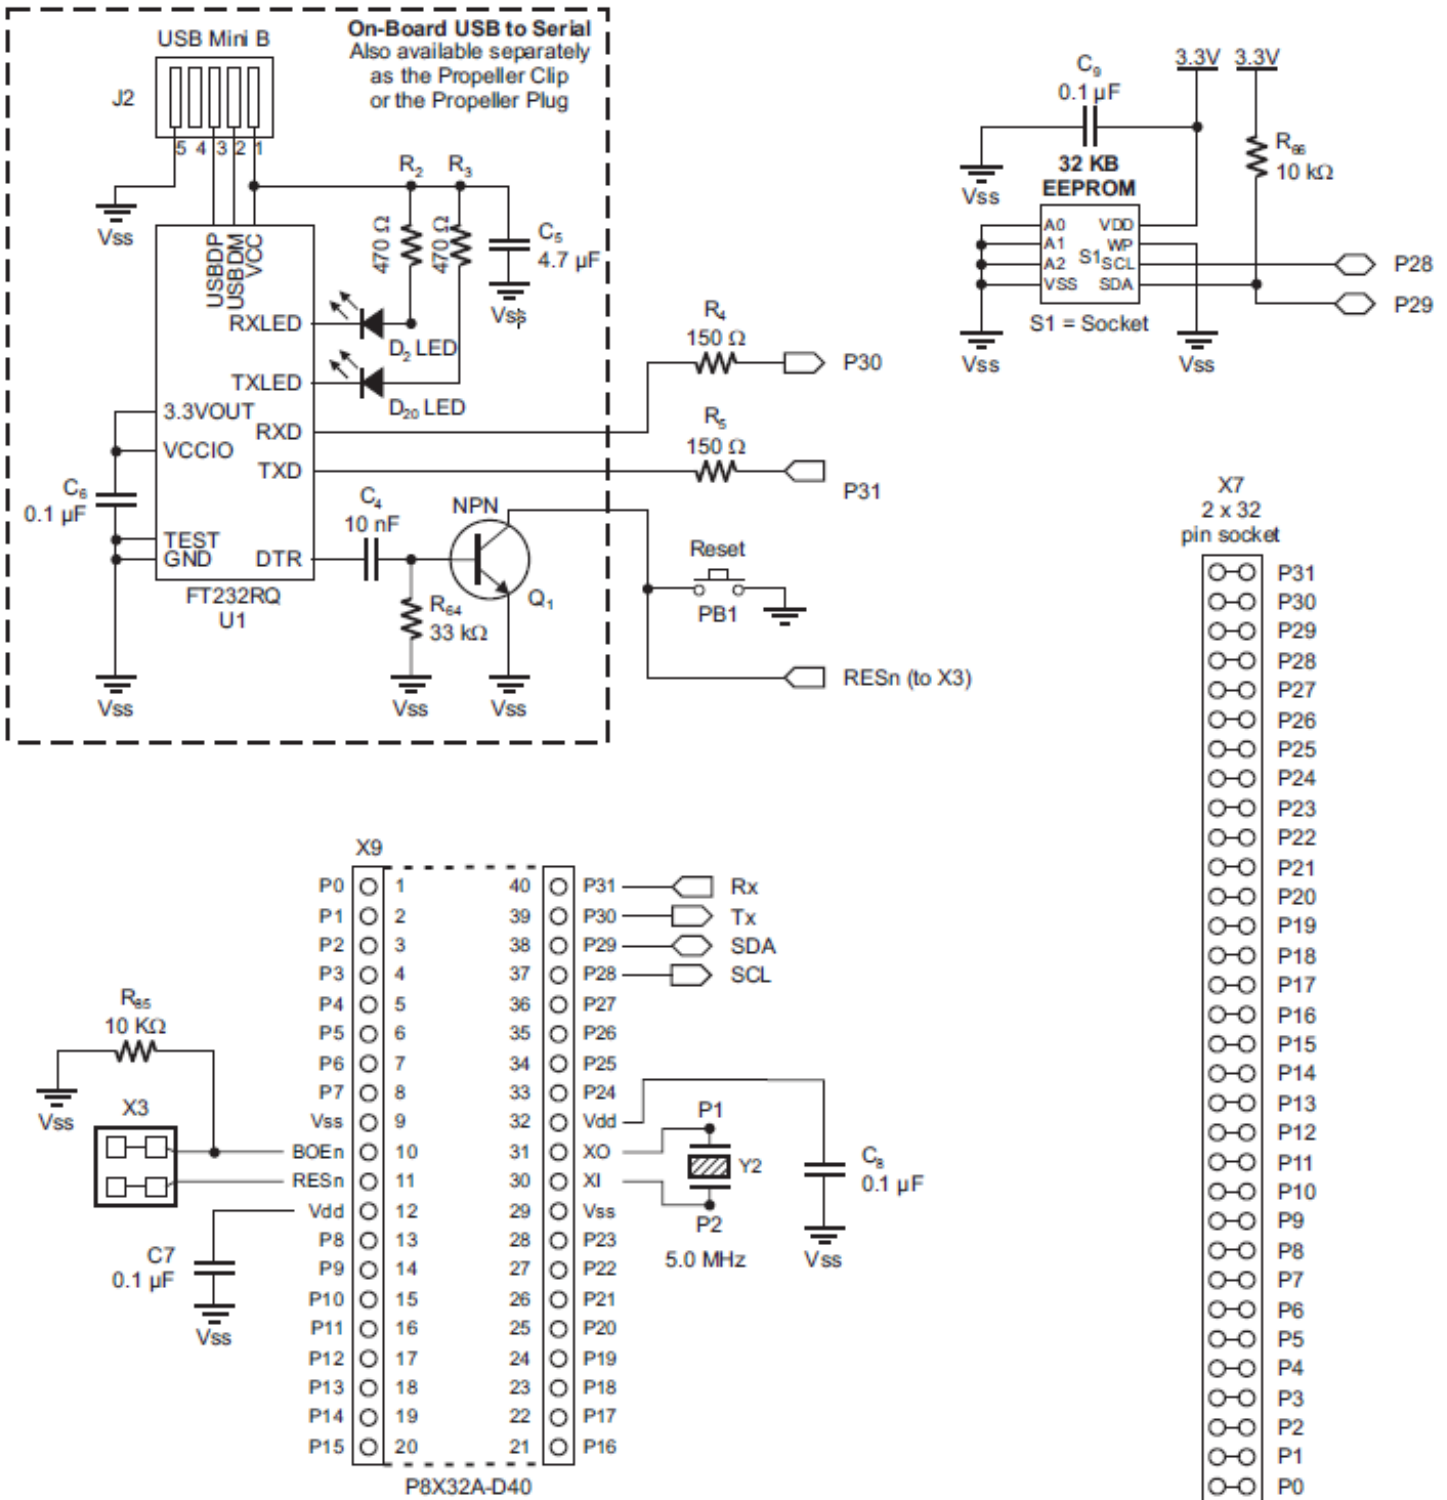 On-Board USB to Serial
Also available separately
as the Propeller Clip
or the Propeller Plug
USB Mini B
J2
5 4 3 2 1
Vss
USBDP
USBDM
VCC
R2 R3
470 Ω
470 Ω
C5
4.7 µF
Vss
RXLED
D2 LED
TXLED
D20 LED
3.3VOUT
RXD
VCCIO
TXD
C6
0.1 µF
TEST
GND
DTR
FT232RQ
U1
C4
10 nF
NPN
Q1
R64
33 kΩ
Vss
Vss
Vss
R4
150 Ω
P30
R5
150 Ω
P31
Reset
PB1
RESn (to X3)
C9
0.1 µF
3.3V 3.3V
Vss
32 KB
EEPROM
R66
10 kΩ
A0 VDD
A1 WP
A2 S1 SCL
VSS SDA
S1 = Socket
P28
P29
Vss
Vss
X7
2 x 32
pin socket
P31
P30
P29
P28
P27
P26
P25
P24
P23
P22
P21
P20
P19
P18
P17
P16
P15
P14
P13
P12
P11
P10
P9
P8
P7
P6
P5
P4
P3
P2
P1
P0
X9
P0 1 40 P31 Rx
P1 2 39 P30 Tx
P2 3 38 P29 SDA
P3 4 37 P28 SCL
P4 5 36 P27
P5 6 35 P26
P6 7 34 P25
P7 8 33 P24
Vss 9 32 Vdd
BOEn 10 31 XO
RESn 11 30 XI
Vdd 12 29 Vss
P8 13 28 P23
P9 14 27 P22
P10 15 26 P21
P11 16 25 P20
P12 17 24 P19
P13 18 23 P18
P14 19 22 P17
P15 20 21 P16
P8X32A-D40
R65
10 KΩ
Vss
X3
C7
0.1 µF
Vss
P1
Y2
P2
5.0 MHz
C8
0.1 µF
Vss